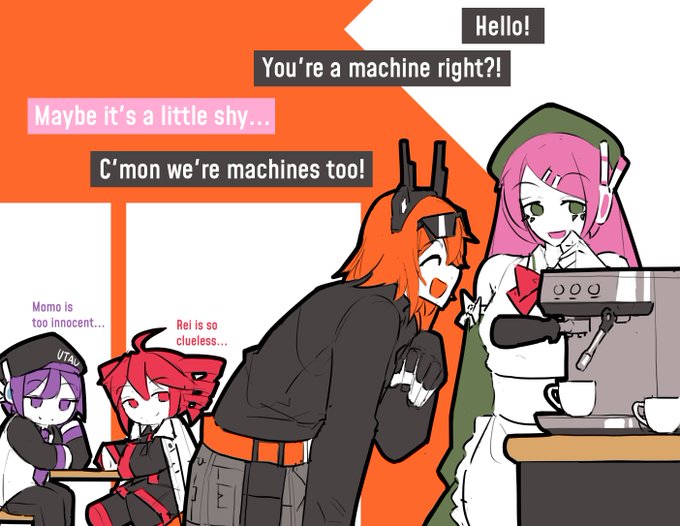 Hello!
You're a machine right?!
Maybe it's a little shy...
C'mon we're machines too!
Momo is
too innocent...
Rei is so
clueless...
UTAU